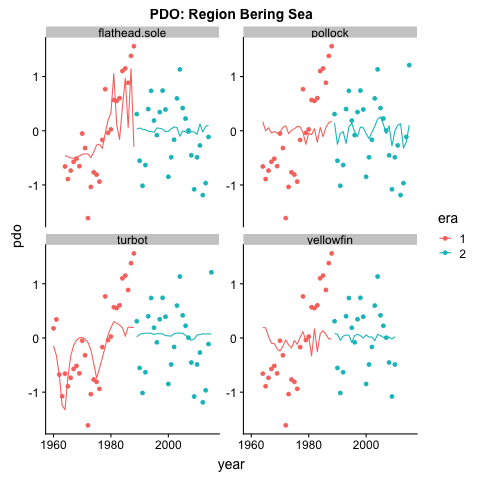 PDO: Region Bering Sea
flathead.sole
pollock
1
0
-1
turbot
yellowfin
1
0
-1
1960
1980
2000
1960
1980
2000
pdo
year
era
1
2